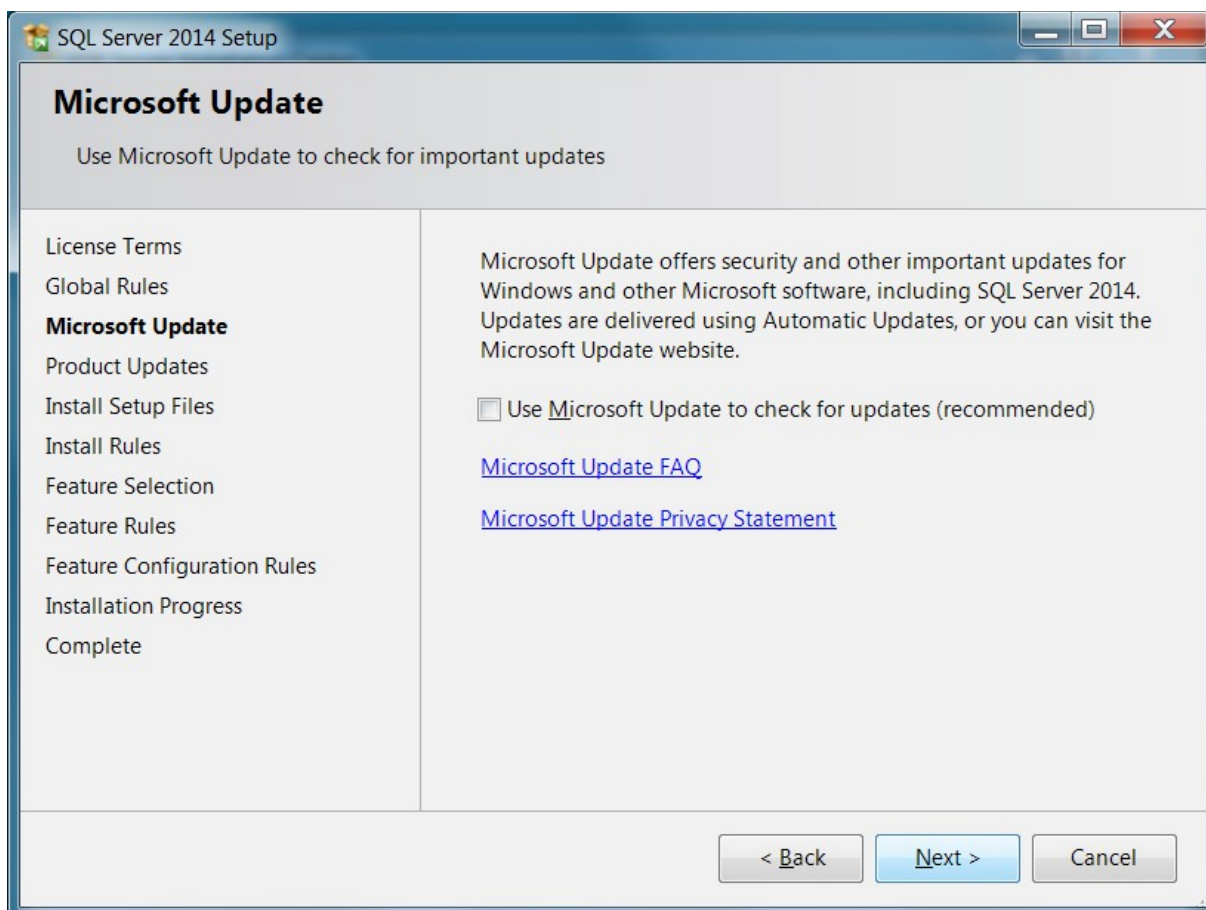 SQL Server 2014 Setup
Microsoft Update
Use Microsoft Update to check for important updates
License Terms
Global Rules
Microsoft Update
Product Updates
Install Setup Files
Install Rules
Feature Selection
Feature Rules
Feature Configuration Rules
Installation Progress
Complete
Microsoft Update offers security and other important updates for
Windows and other Microsoft software, including SQL Server 2014.
Updates are delivered using Automatic Updates, or you can visit the
Microsoft Update website.
Use Microsoft Update to check for updates (recommended)
Microsoft Update FAQ
Microsoft Update Privacy Statement
< Back
Next >
Cancel